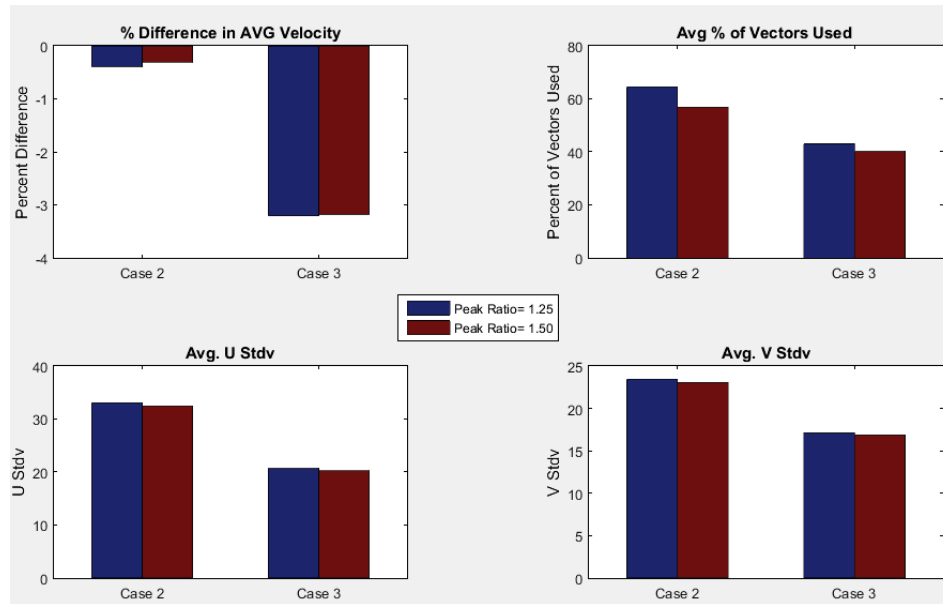 % Difference in AVG Velocity
0
-1
-2
-3
-4
Percent Difference
Case 2
Case 3
Avg % of Vectors Used
80
60
40
20
0
Percent of Vectors Used
Case 2
Case 3
Peak Ratio= 1.25
Peak Ratio= 1.50
Avg. U Stdv
40
30
20
10
0
U Stdv
Case 2
Case 3
Avg. V Stdv
25
20
15
10
5
0
V Stdv
Case 2
Case 3